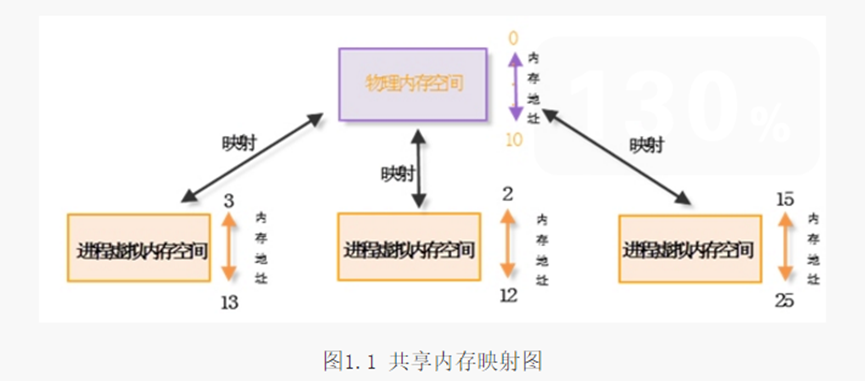 0
物理内存空间
内存地址
10
130%
映射
映射
映射
3
进程虚拟内存空间
内存地址
13
2
进程虚拟内存空间
内存地址
12
15
进程虚拟内存空间
内存地址
25
图1.1 共享内存映射图